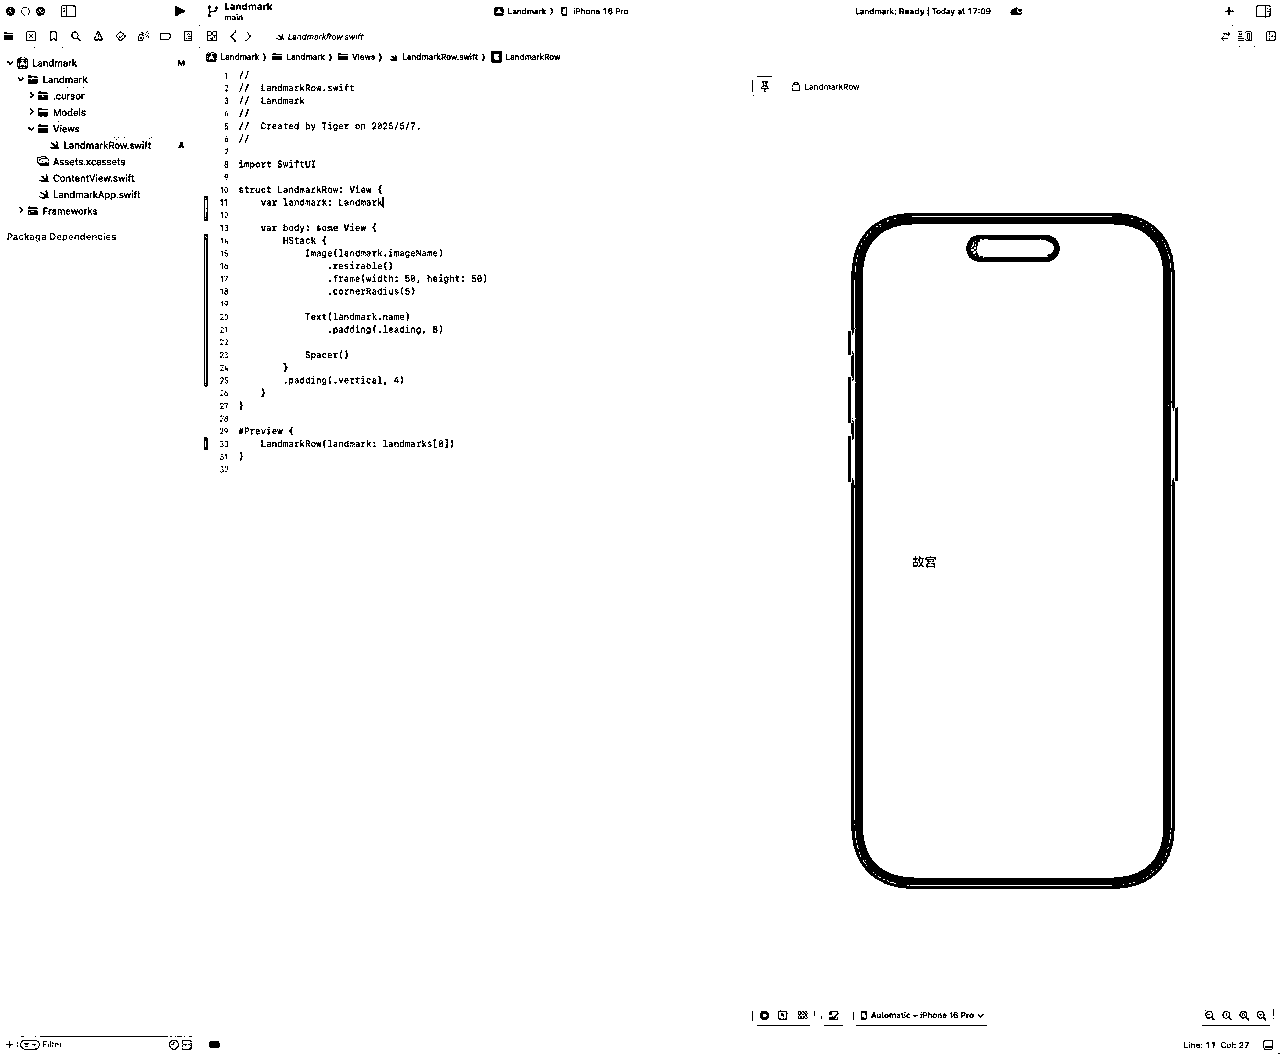 Landmark
main
Landmark
iPhone 16 Pro
Landmark: Ready | Today at 17:09
LandmarkRow.swift
Landmark
Landmark
Landmark
.cursor
Models
Views
LandmarkRow.swift
Assets.xcassets
ContentView.swift
LandmarkApp.swift
Frameworks
Package Dependencies
M
A
Landmark 〉 Landmark 〉 Views 〉 LandmarkRow.swift 〉 LandmarkRow
1 //
2 //  LandmarkRow.swift
3 //  Landmark
4 //
5 //  Created by Tiger on 2025/5/7.
6 //
7
8 import SwiftUI
9
10 struct LandmarkRow: View {
11     var landmark: Landmark
12
13     var body: some View {
14         HStack {
15             Image(landmark.imageName)
16                 .resizable()
17                 .frame(width: 50, height: 50)
18                 .cornerRadius(5)
19
20             Text(landmark.name)
21                 .padding(.leading, 8)
22
23             Spacer()
24         }
25         .padding(.vertical, 4)
26     }
27 }
28
29 #Preview {
30     LandmarkRow(landmark: landmarks[0])
31 }
32
LandmarkRow
故宫
Automatic – iPhone 16 Pro
Filter
Line: 11 Col: 27